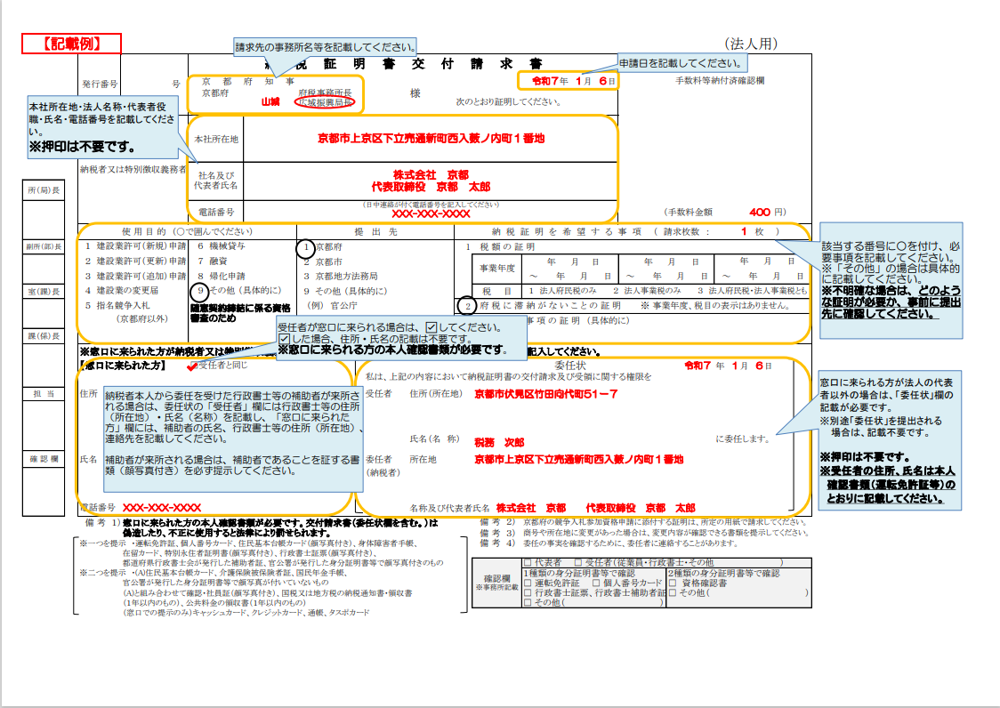 【記載例】
請求先の事務所名等を記載してください。
（法人用）
税 証 明 書 交 付 請 求 書
申請日を記載してください。
発行番号 号
京 都 府 知 事
京都府 山城 府税事務所長
広域振興局長
様
令和７年 １月 ６日
次のとおり証明してください。
手数料等納付済確認欄
本社所在地・法人名称・代表者役
職・氏名・電話番号を記載してくださ
い。
※押印は不要です。
納税者又は特別徴収義務者
本社所在地 京都市上京区下立売通新町西入薮ノ内町１番地
社名及び
代表者氏名
株式会社 京都
代表取締役 京都 太郎
電話番号
（日中連絡が付く電話番号を記入してください）
XXX-XXX-XXXX
（手数料金額 400 円）
所（局）長
副所（部）長
室（課）長
課（係）長
担 当
確 認 欄
使 用 目 的 （〇で囲んでください）
1 建設業許可（新規）申請
2 建設業許可（更新）申請
3 建設業許可（追加）申請
4 建設業の変更届
5 指名競争入札
（京都府以外）
6 機械貸与
7 融資
8 帰化申請
9 その他（具体的に）
随意契約締結に係る資格
審査のため
提 出 先
1 京都府
2 京都市
3 京都地方法務局
9 その他（具体的に）
（例） 官公庁
納 税 証 明 を 希 望 す る 事 項 （ 請求枚数 ： １ 枚 ）
1 税 額 の 証 明
事業年度
年 月 日
～ 年 月 日
年 月 日
～ 年 月 日
年 月 日
～ 年 月 日
税 目 1 法人府民税のみ 2 法人事業税のみ 3 法人府民税・法人事業税とも
2 府税に滞納がないことの証明 ※ 事業年度、税目の表示はありません。
事項の証明（具体的に）
該当する番号に〇を付け、必
要事項を記載してください。
※「その他」の場合は具体的
に記載してください。
※不明確な場合は、どのよう
な証明が必要か、事前に提出
先に確認してください。
受任者が窓口に来られる場合は、☑してください。
☑した場合、住所・氏名の記載は不要です。
※窓口に来られる方の本人確認書類が必要です。
※窓口に来られた方が納税者又は特別徴収義務
記入してください。
【窓口に来られた方】 ✓ 受任者と同じ
住所
納税者本人から委任を受けた行政書士等の補助者が来所さ
れる場合は、委任状の「受任者」欄には行政書士等の住所
（所在地）・氏名（名称）を記載し、「窓口に来られた
方」欄には、補助者の氏名、行政書士等の住所（所在地）、
連絡先を記載してください。
氏名
補助者が来所される場合は、補助者であることを証する書
類（顔写真付き）を必ず提示してください。
電話番号 XXX-XXX-XXXX
委任状 令和７ 年 １ 月 ６ 日
私は、上記の内容において納税証明書の交付請求及び受領に関する権限を
受任者 住所（所在地） 京都市伏見区竹田向代町５１－７
氏名（名 称） 税務 次郎 に委任します。
委任者 所在地 京都市上京区下立売通新町西入薮ノ内町１番地
（納税者）
名称及び代表者氏名 株式会社 京都 代表取締役 京都 太郎
窓口に来られる方が法人の代表
者以外の場合は、「委任状」欄の
記載が必要です。
※別途「委任状」を提出される
場合は、記載不要です。
※押印は不要です。
※受任者の住所、氏名は本人
確認書類（運転免許証等）の
とおりに記載してください。
備 考 1） 窓口に来られた方の本人確認書類が必要です。交付請求書（委任状欄を含む。）は
偽造したり、不正に使用すると法律により罰せられます。
※一つを提示 ・運転免許証、個人番号カード、住民基本台帳カード（顔写真付き）、身体障害者手帳、
在留カード、特別永住者証明書（顔写真付き）、行政書士証票（顔写真付き）、
都道府県行政書士会が発行した補助者証、官公署が発行した身分証明書等で顔写真付きのもの
※二つを提示 ・(A)住民基本台帳カード、介護保険被保険者証、国民年金手帳、
官公署が発行した身分証明書等で顔写真が付いていないもの
(A)と組み合わせて確認・社員証（顔写真付き）、国税又は地方税の納税通知書・領収書
（1年以内のもの）、公共料金の領収書（1年以内のもの）
（窓口での提示のみ）キャッシュカード、クレジットカード、通帳、タスポカード
備 考 2） 京都府の競争入札参加資格申請に添付する証明は、所定の用紙で請求してください。
備 考 3） 商号や所在地に変更があった場合は、変更内容が確認できる書類を提示してください。
備 考 4） 委任の事実を確認するために、委任者に連絡することがあります。
確認欄
※事務所記載
□ 代表者 □ 受任者（従業員・行政書士・その他 ）
1種類の身分証明書等で確認
□ 運転免許証 □ 個人番号カード
□ 行政書士証票、行政書士補助者証
□ その他（ ）
2種類の身分証明書等で確認
□ 資格確認書
□ その他（ ）